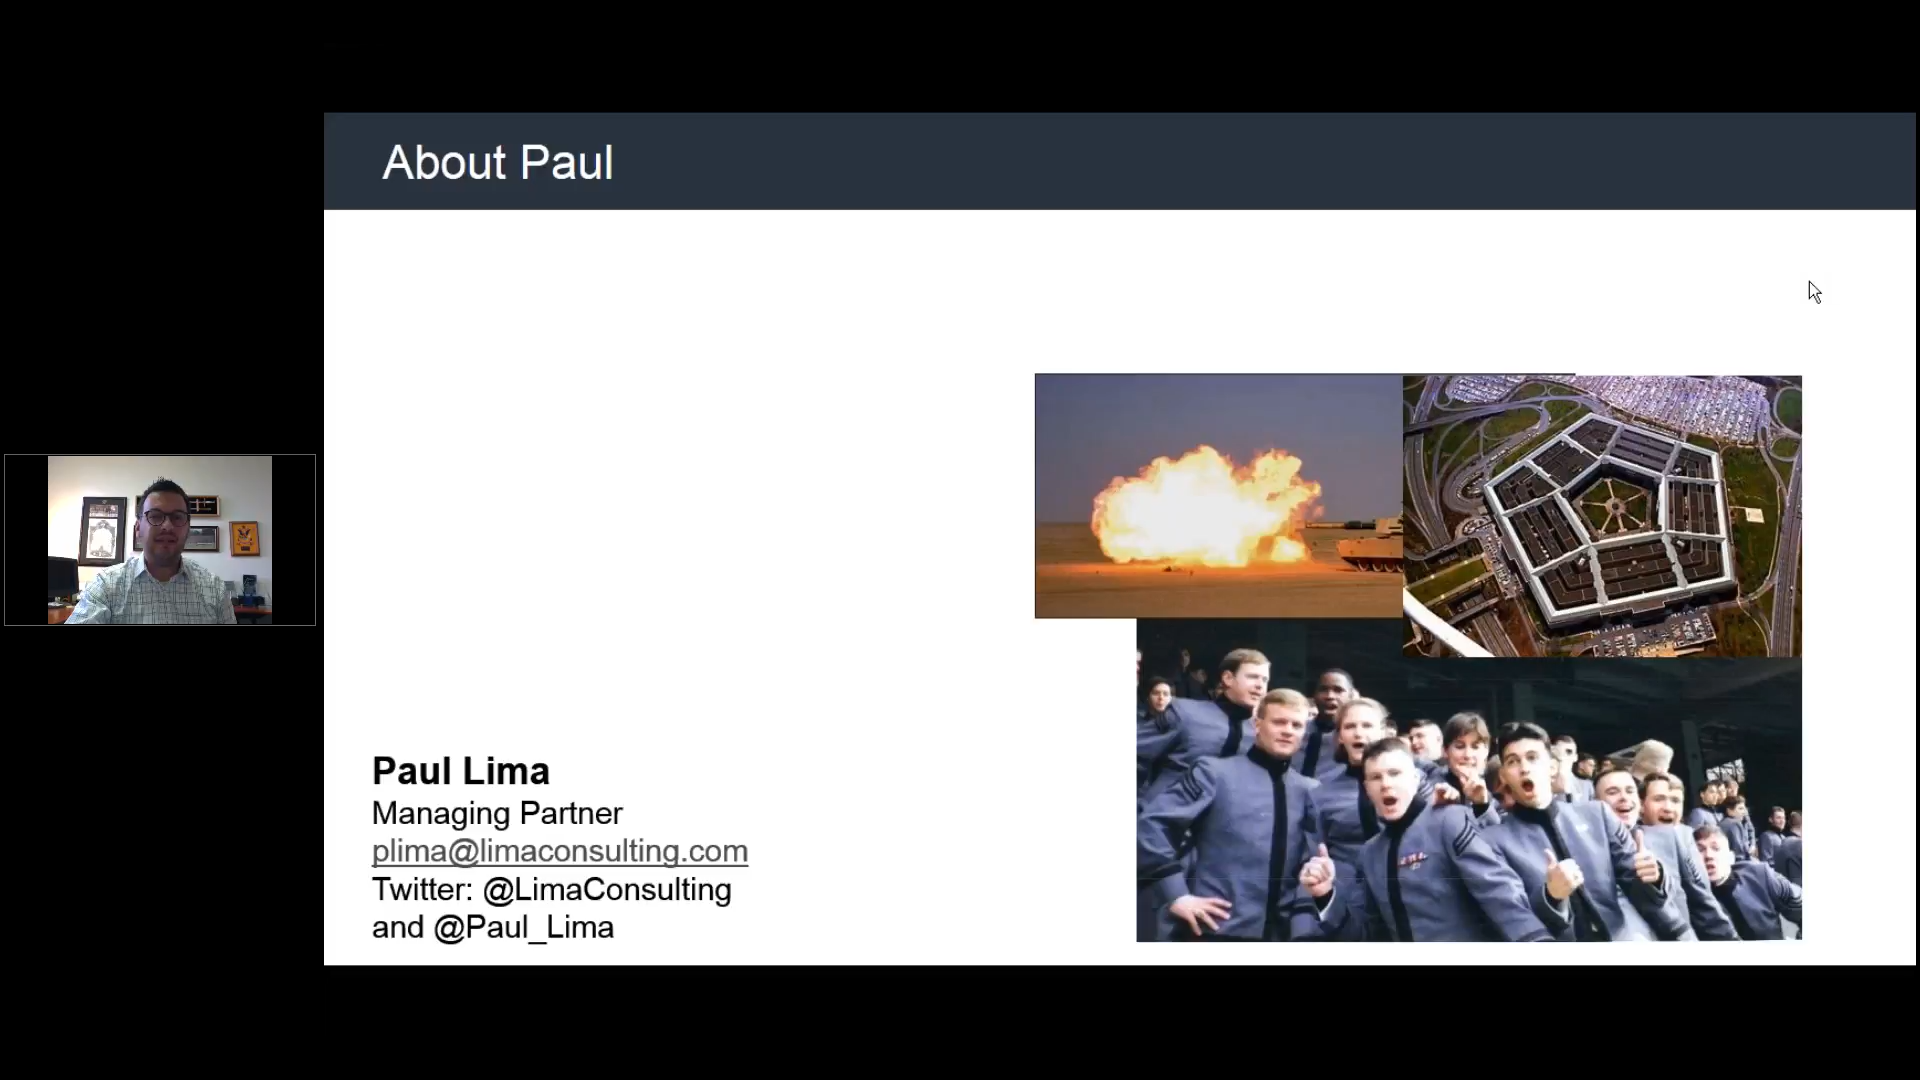 About Paul
Paul Lima
Managing Partner
plima@limaconsulting.com
Twitter: @LimaConsulting
and @Paul_Lima